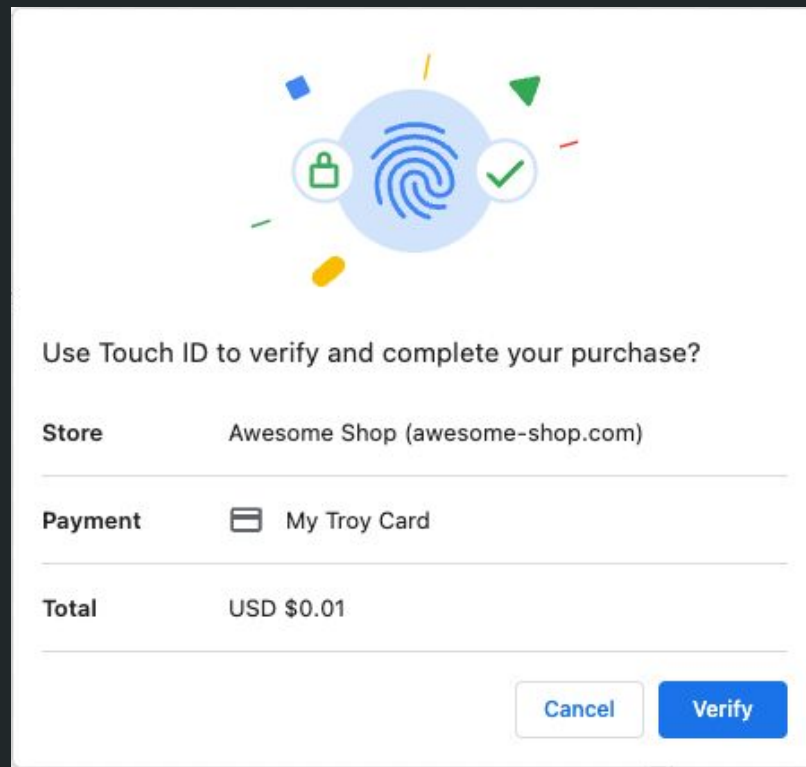 Use Touch ID to verify and complete your purchase?
Store Awesome Shop (awesome-shop.com)
Payment My Troy Card
Total USD $0.01
Cancel Verify